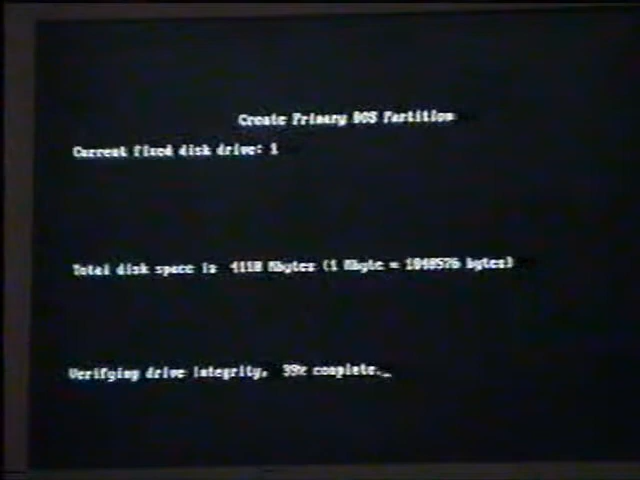 Create Primary DOS Partition
Current fixed disk drive: 1
Total disk space is 4110 Mbytes (1 Mbyte = 1048576 bytes)
Verifying drive integrity, 39% complete._